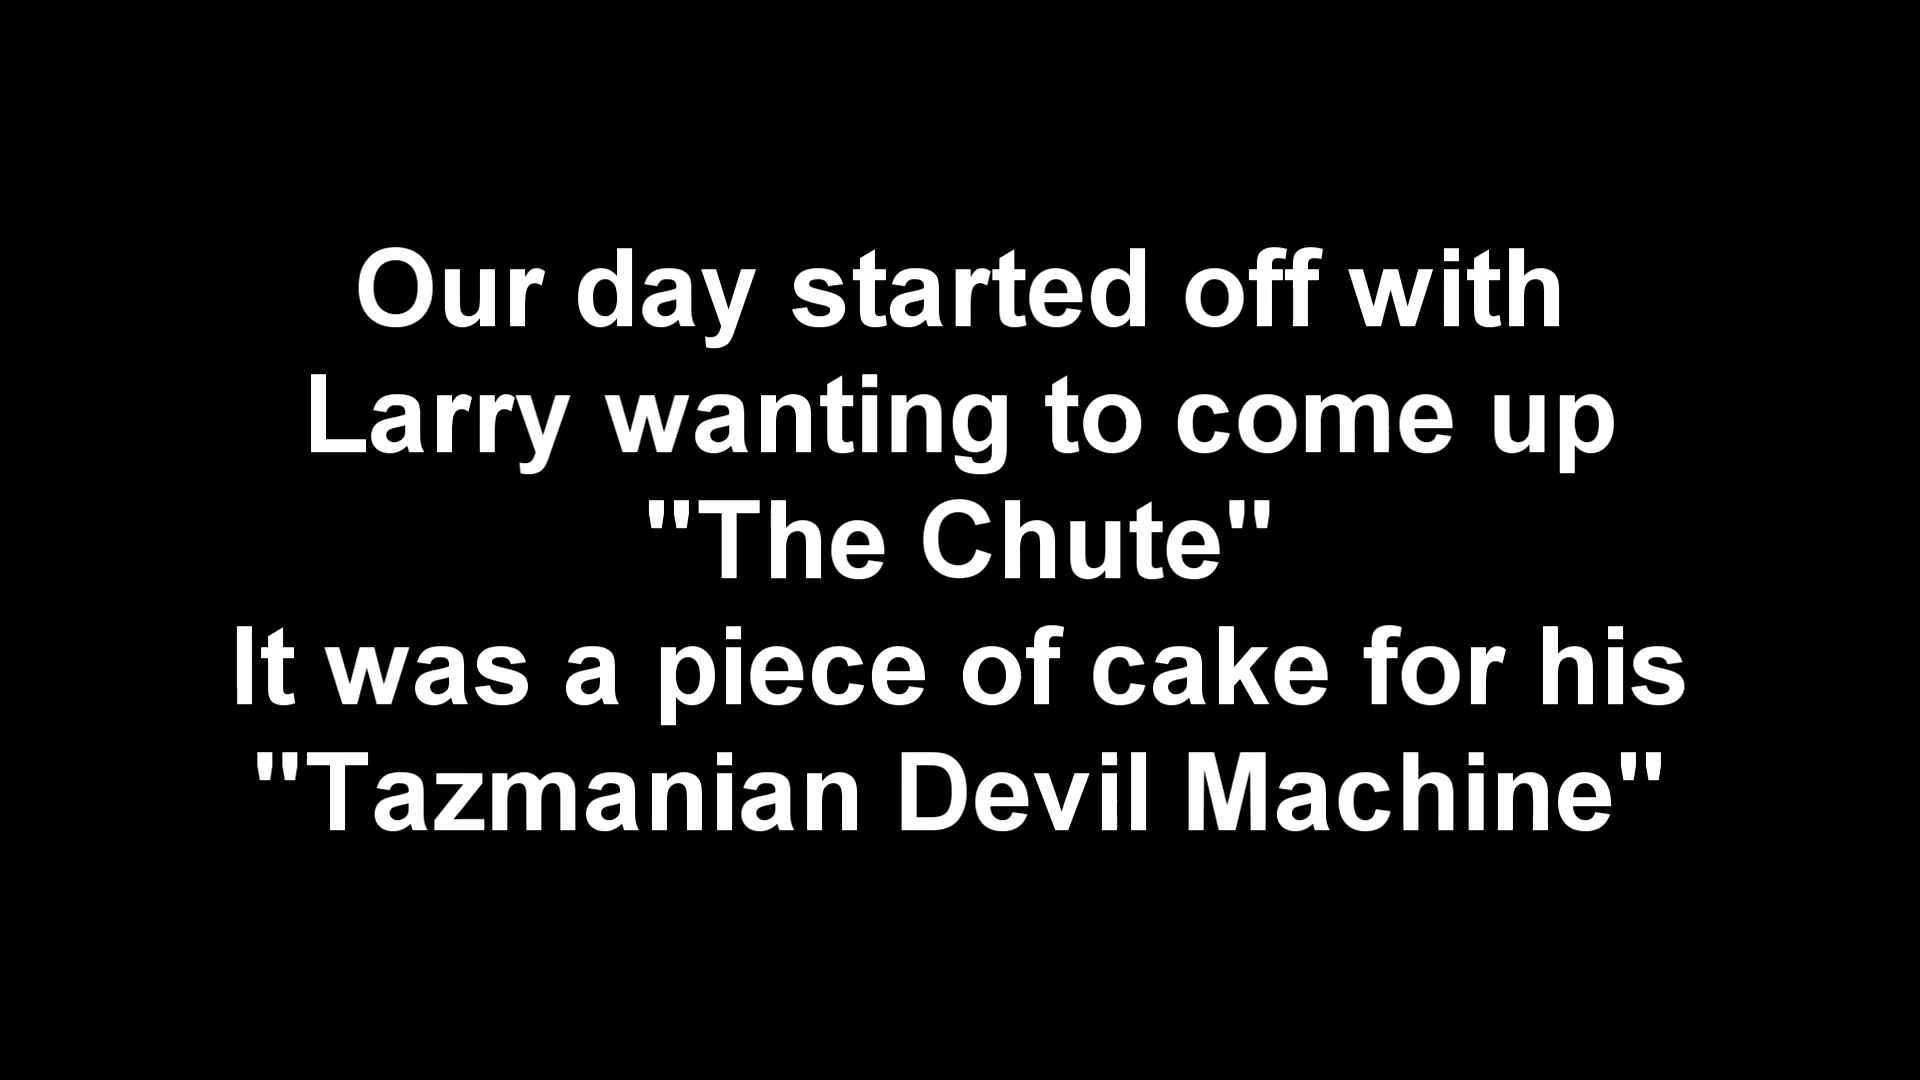 Our day started off with
Larry wanting to come up
"The Chute"
It was a piece of cake for his
"Tazmanian Devil Machine"